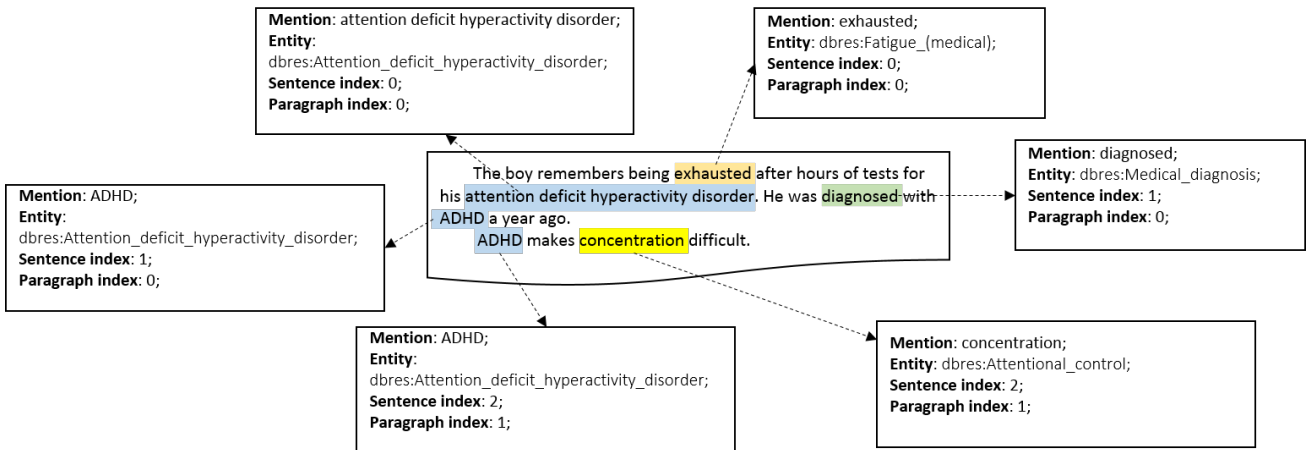 Mention: attention deficit hyperactivity disorder;
Entity:
dbres:Attention_deficit_hyperactivity_disorder;
Sentence index: 0;
Paragraph index: 0;
Mention: exhausted;
Entity: dbres:Fatigue_(medical);
Sentence index: 0;
Paragraph index: 0;
Mention: ADHD;
Entity:
dbres:Attention_deficit_hyperactivity_disorder;
Sentence index: 1;
Paragraph index: 0;
The boy remembers being exhausted after hours of tests for
his attention deficit hyperactivity disorder. He was diagnosed with
ADHD a year ago.
ADHD makes concentration difficult.
Mention: diagnosed;
Entity: dbres:Medical_diagnosis;
Sentence index: 1;
Paragraph index: 0;
Mention: ADHD;
Entity:
dbres:Attention_deficit_hyperactivity_disorder;
Sentence index: 2;
Paragraph index: 1;
Mention: concentration;
Entity: dbres:Attentional_control;
Sentence index: 2;
Paragraph index: 1;